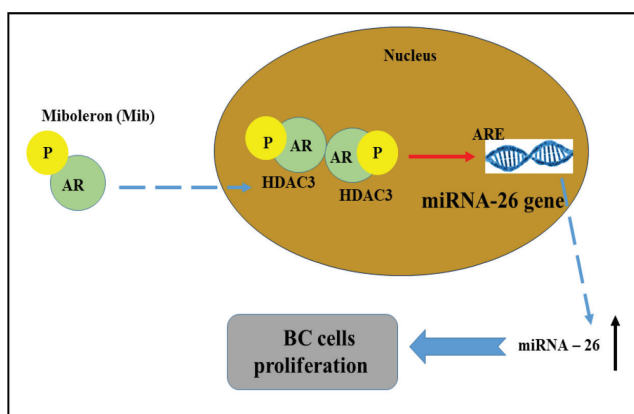 Nucleus
Miboleron (Mib)
P
AR
P
AR
AR
P
HDAC3
HDAC3
ARE
miRNA-26 gene
BC cells
proliferation
miRNA – 26